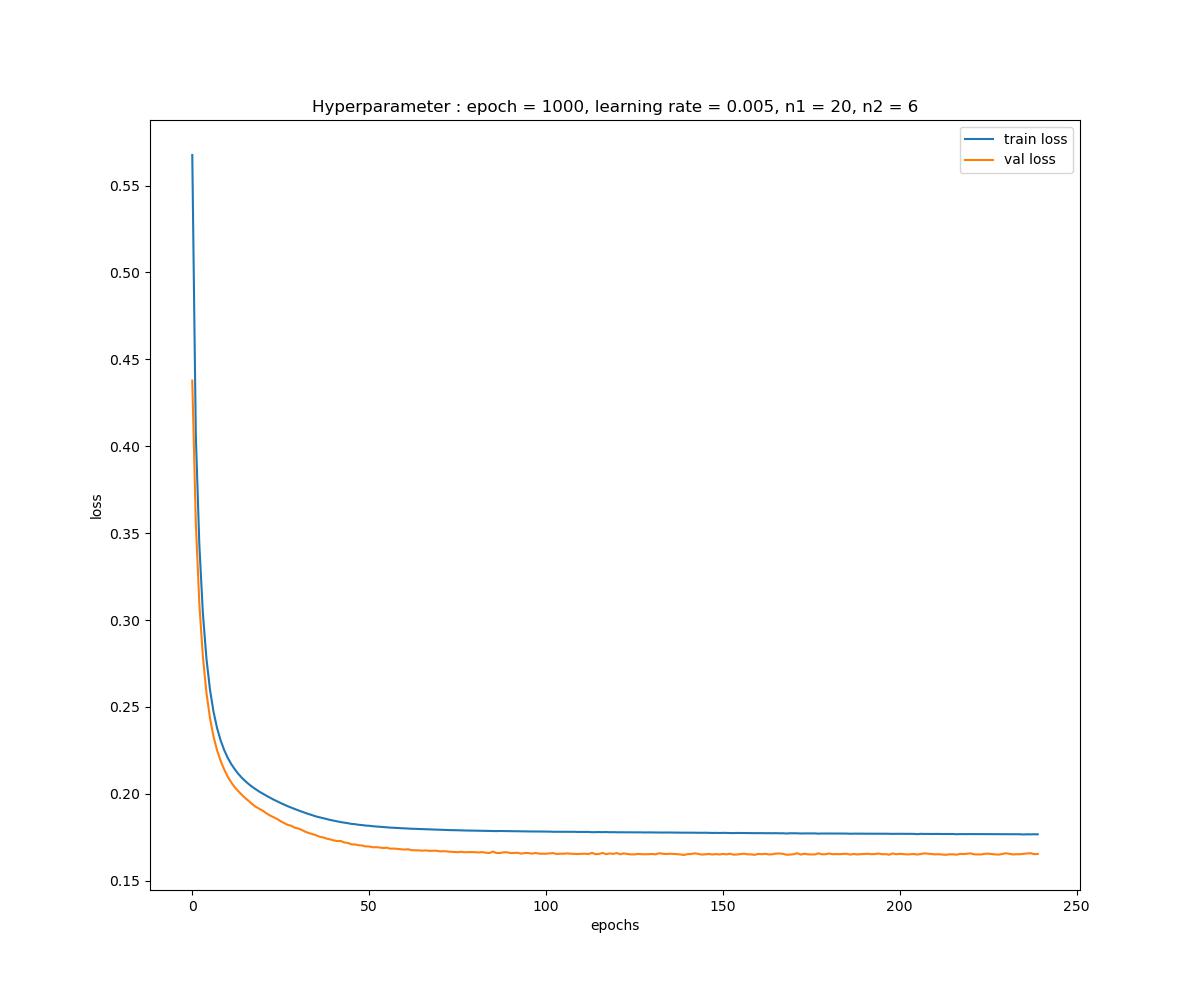 Hyperparameter : epoch = 1000, learning rate = 0.005, n1 = 20, n2 = 6
train loss
val loss
0.55
0.50
0.45
0.40
0.35
0.30
0.25
0.20
0.15
loss
0 50 100 150 200 250
epochs